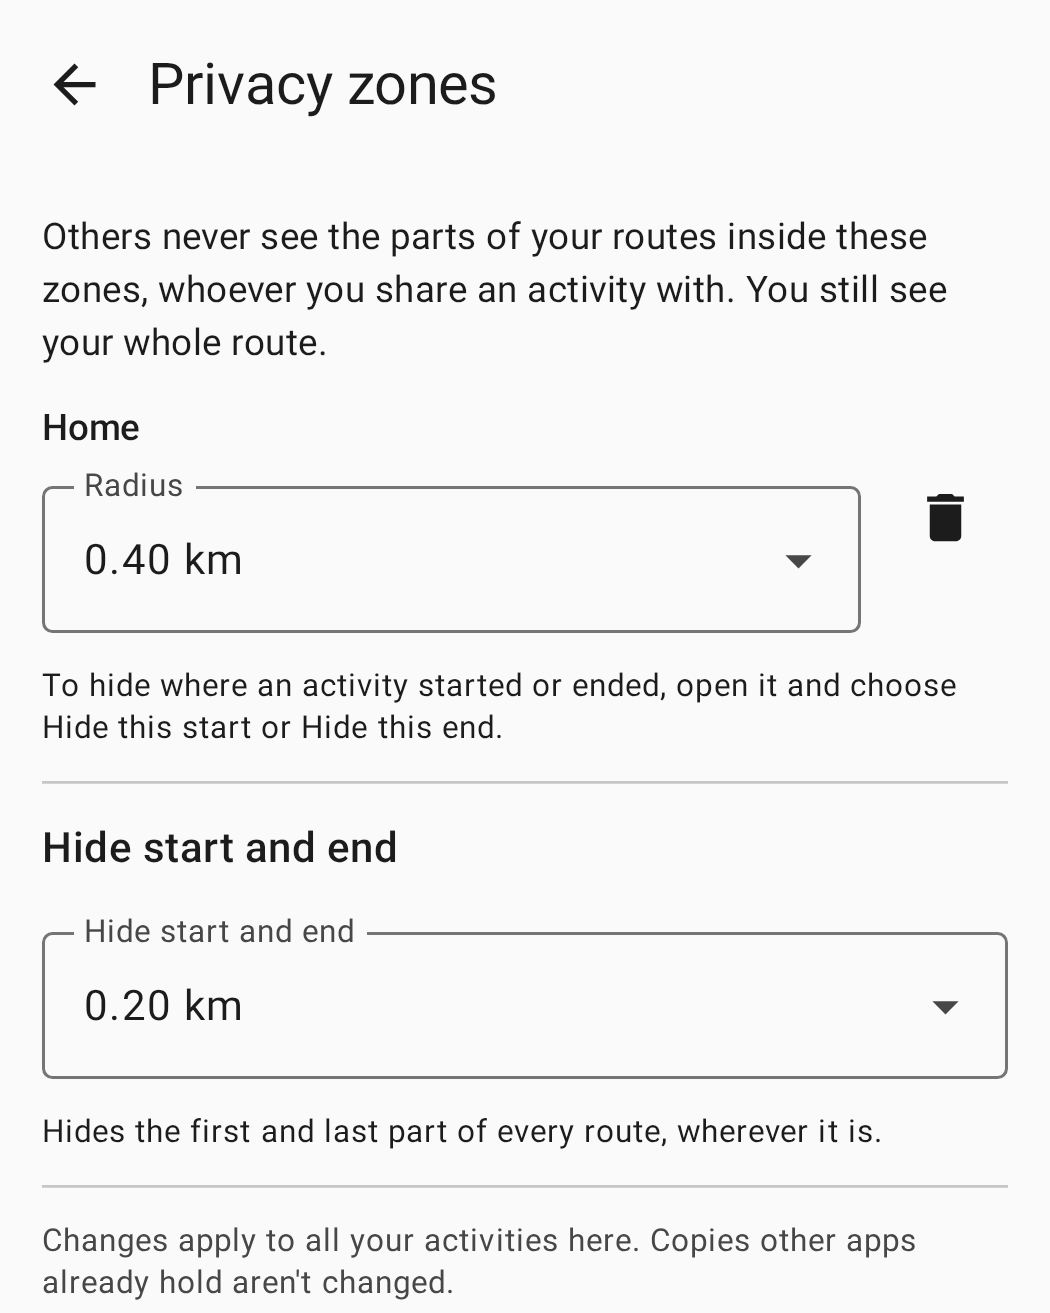 Privacy zones
Others never see the parts of your routes inside these
zones, whoever you share an activity with. You still see
your whole route.
Home
Radius
0.40 km
To hide where an activity started or ended, open it and choose
Hide this start or Hide this end.
Hide start and end
Hide start and end
0.20 km
Hides the first and last part of every route, wherever it is.
Changes apply to all your activities here. Copies other apps
already hold aren't changed.